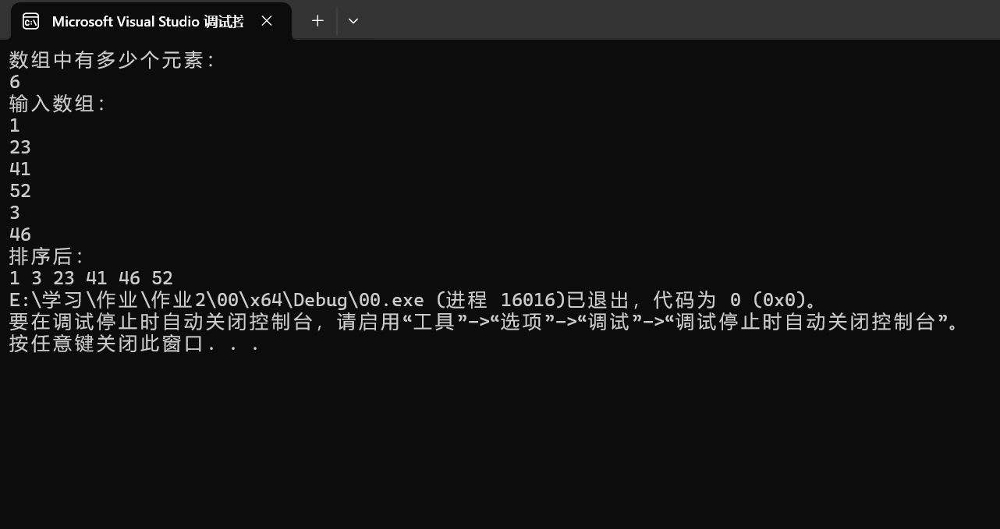 Microsoft Visual Studio 调试控
数组中有多少个元素:
6
输入数组:
1
23
41
52
3
46
排序后:
1 3 23 41 46 52
E:\学习\作业\作业2\00\x64\Debug\00.exe (进程 16016)已退出，代码为 0 (0x0)。
要在调试停止时自动关闭控制台，请启用“工具”->“选项”->“调试”->“调试停止时自动关闭控制台”。
按任意键关闭此窗口. . .